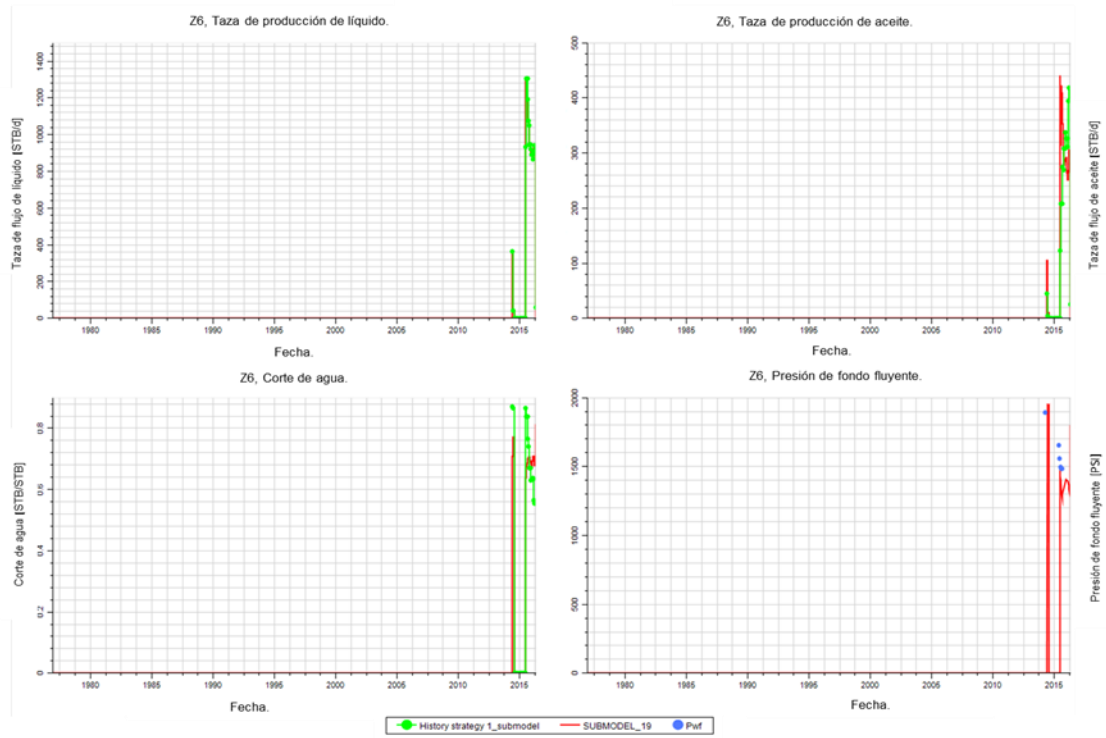 Z6, Taza de producción de líquido.
Taza de flujo de líquido [STB/d]
1400
1200
1000
800
600
400
200
0
1980 1985 1990 1995 2000 2005 2010 2015
Fecha.
Z6, Taza de producción de aceite.
500
400
300
200
100
0
Taza de flujo de aceite [STB/d]
1980 1985 1990 1995 2000 2005 2010 2015
Fecha.
Z6, Corte de agua.
Corte de agua [STB/STB]
0.8
0.6
0.4
0.2
0
1980 1985 1990 1995 2000 2005 2010 2015
Fecha.
Z6, Presión de fondo fluyente.
2000
1500
1000
500
0
Presión de fondo fluyente [PSI]
1980 1985 1990 1995 2000 2005 2010 2015
Fecha.
History strategy 1_submodel SUBMODEL_19 Pwf